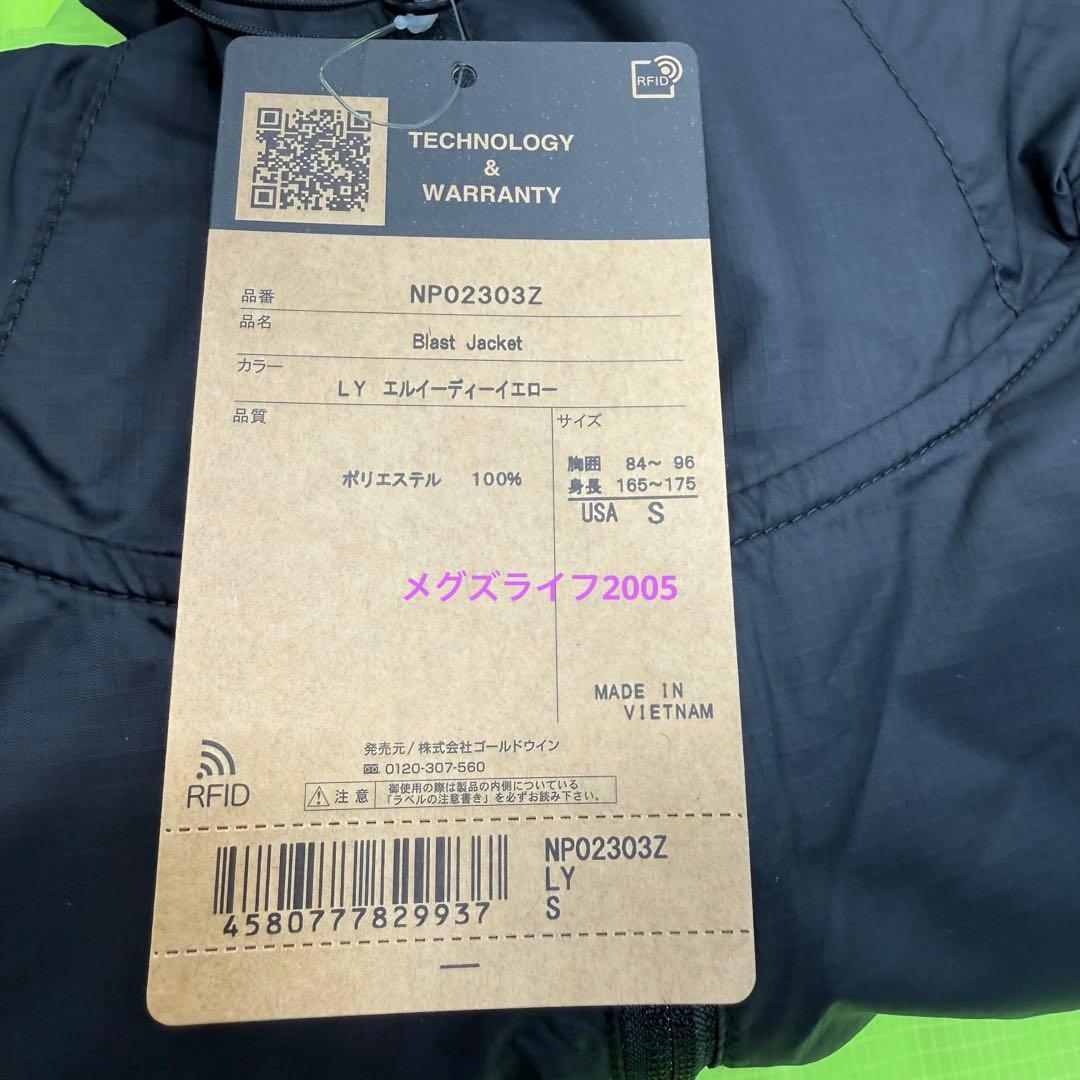 RFID
TECHNOLOGY
&
WARRANTY
品番 NP02303Z
品名
Blast Jacket
カラー
LY エルイーディーイエロー
品質
ポリエステル 100%
サイズ
胸囲 84～ 96
身長 165～175
USA S
メグズライフ2005
MADE IN
VIETNAM
発売元/株式会社ゴールドウイン
0120-307-560
RFID
注意
御使用の際は製品の内側についている
「ラベルの注意書き」を必ずお読み下さい。
4580777829937
NP02303Z
LY
S